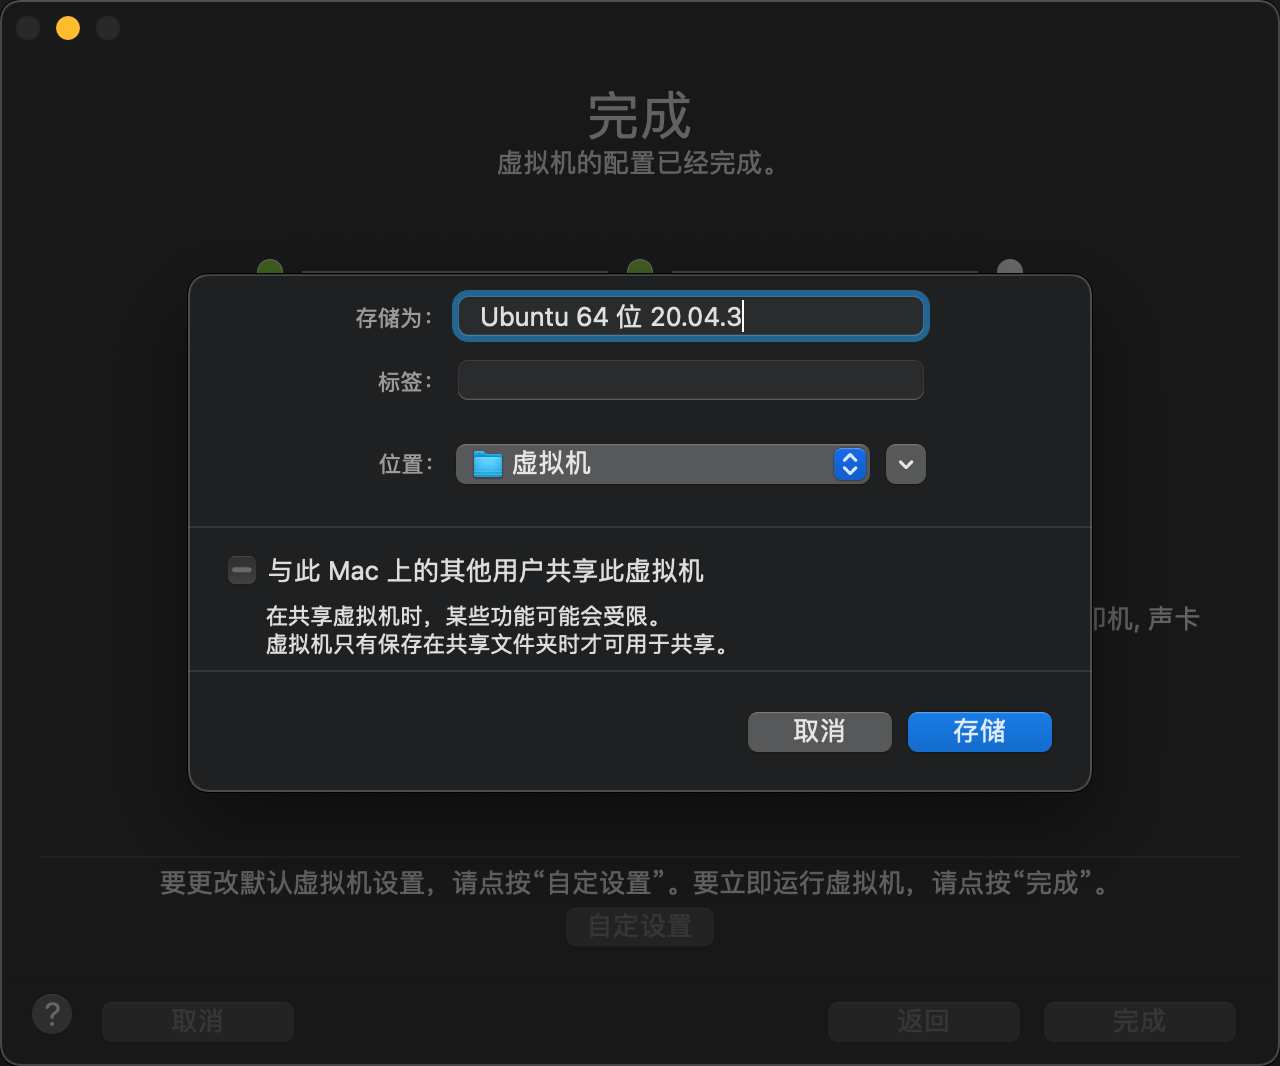 完成
虚拟机的配置已经完成。
存储为：
Ubuntu 64 位 20.04.3
标签：
位置：
虚拟机
与此 Mac 上的其他用户共享此虚拟机
在共享虚拟机时，某些功能可能会受限。
虚拟机只有保存在共享文件夹时才可用于共享。
机, 声卡
取消
存储
要更改默认虚拟机设置，请点按“自定设置”。要立即运行虚拟机，请点按“完成”。
自定设置
?
取消
返回
完成